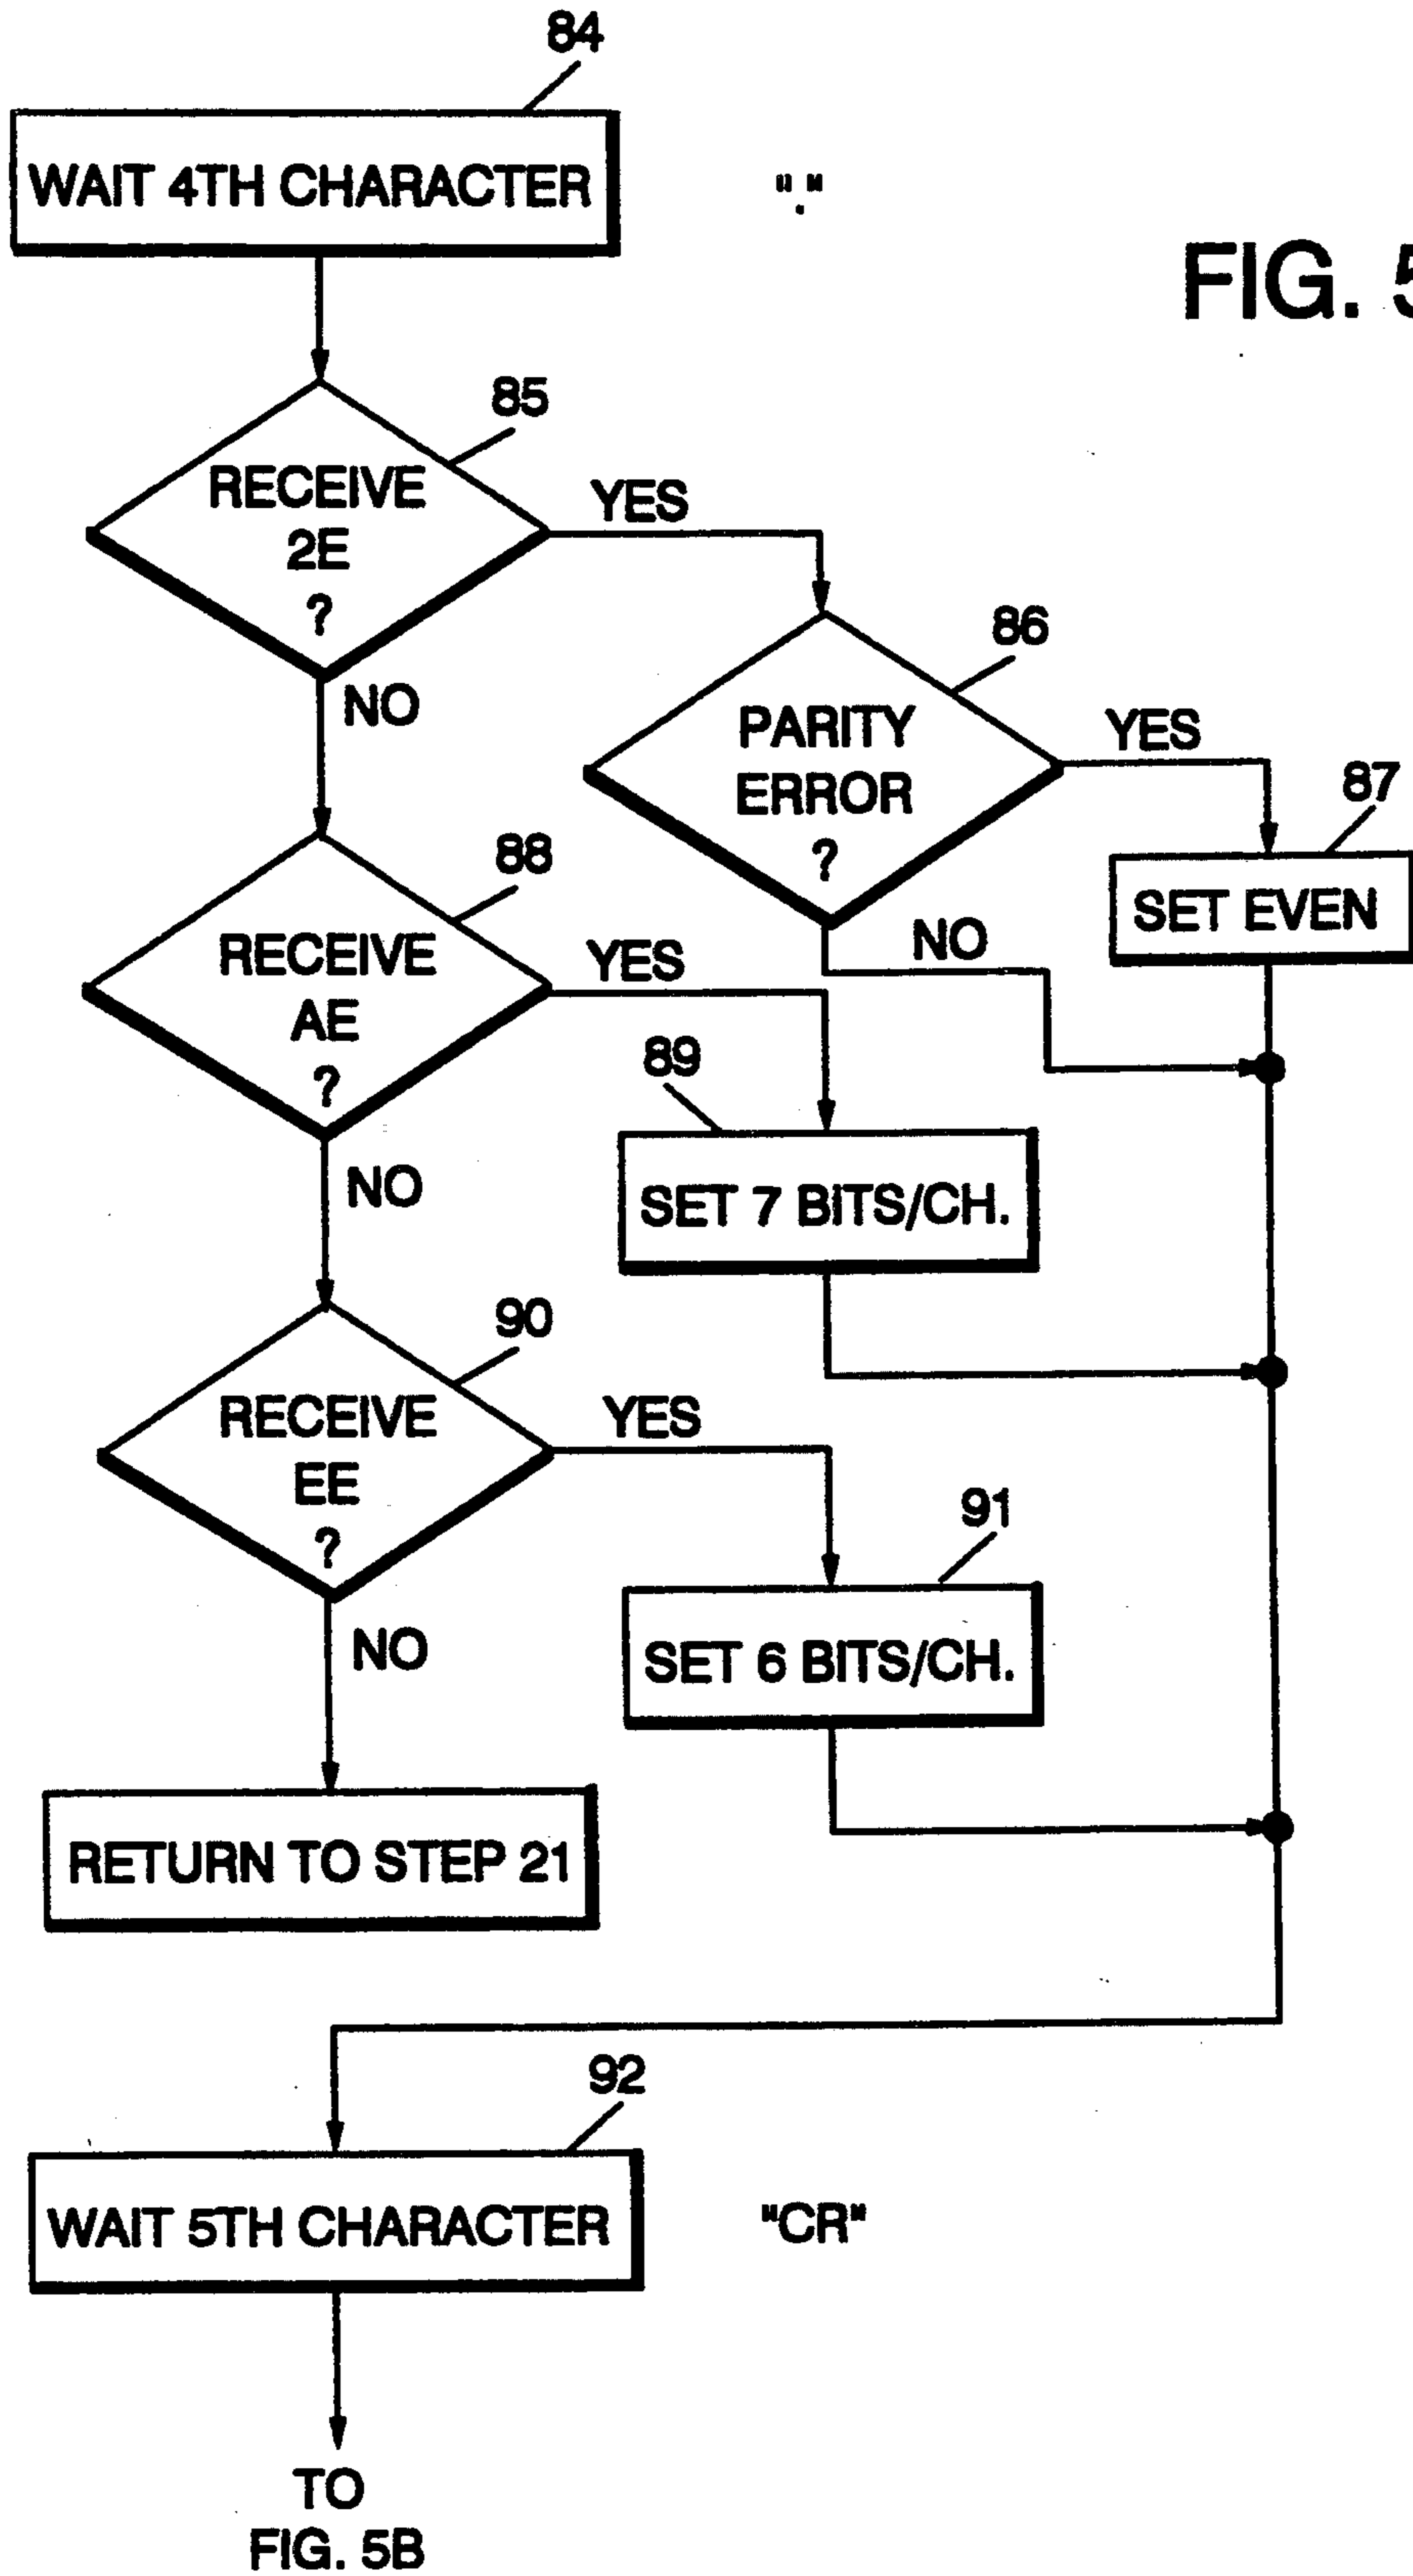 84
WAIT 4TH CHARACTER
"."
FIG. 5
85
RECEIVE
2E
?
YES
NO
86
PARITY
ERROR
?
YES
NO
87
SET EVEN
88
RECEIVE
AE
?
YES
NO
89
SET 7 BITS/CH.
90
RECEIVE
EE
?
YES
NO
91
SET 6 BITS/CH.
RETURN TO STEP 21
92
WAIT 5TH CHARACTER
"CR"
TO
FIG. 5B